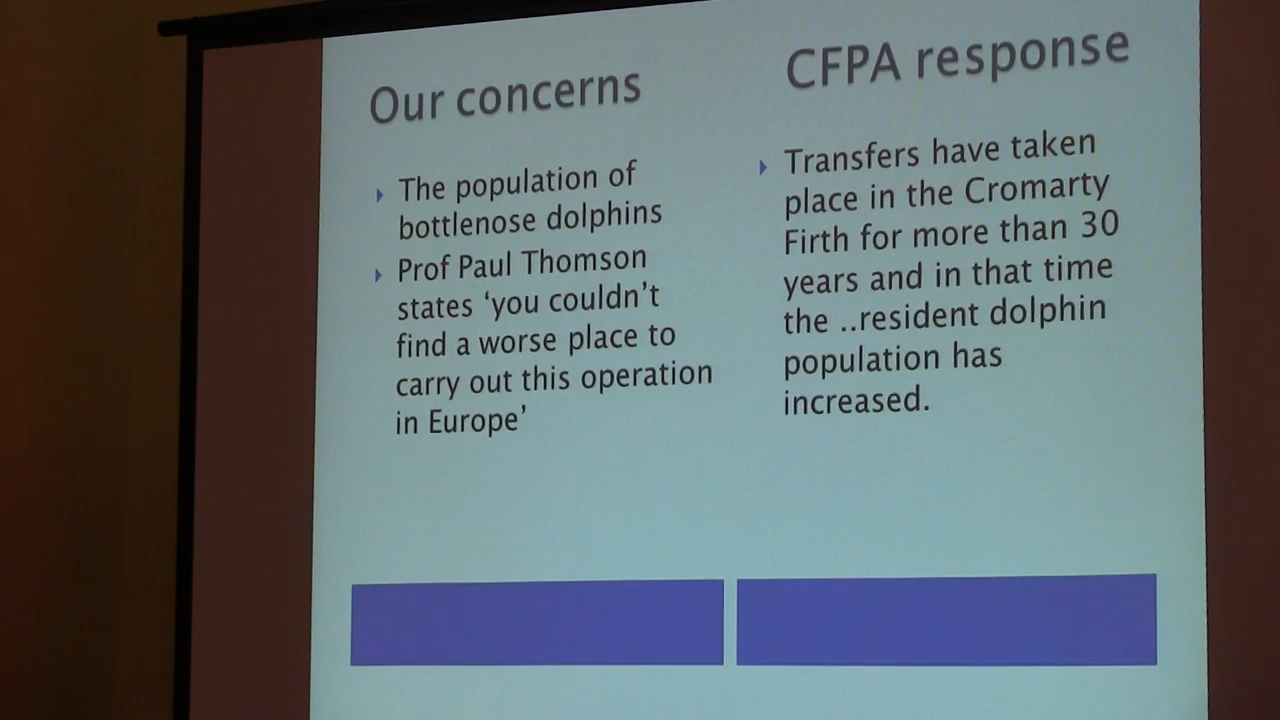 Our concerns
The population of
bottlenose dolphins
Prof Paul Thomson
states ‘you couldn’t
find a worse place to
carry out this operation
in Europe’
CFPA response
Transfers have taken
place in the Cromarty
Firth for more than 30
years and in that time
the ..resident dolphin
population has
increased.